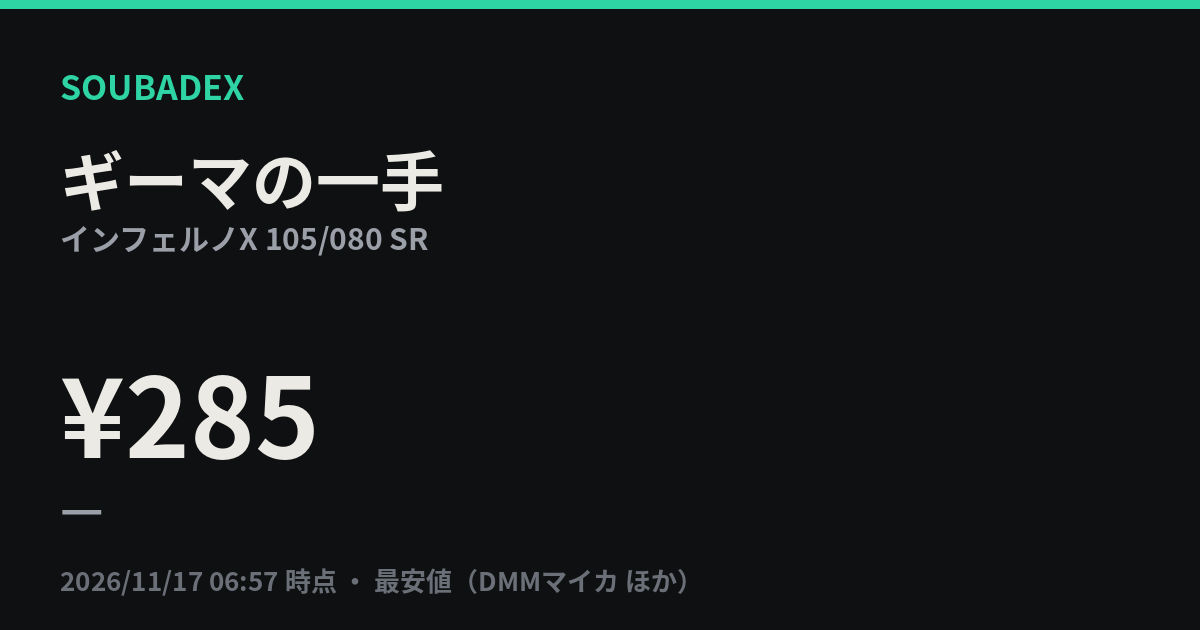 SOUBADEX
ギーマの一手
インフェルノX 105/080 SR
¥285
—
2026/11/17 06:57 時点 ・ 最安値（DMMマイカ ほか）